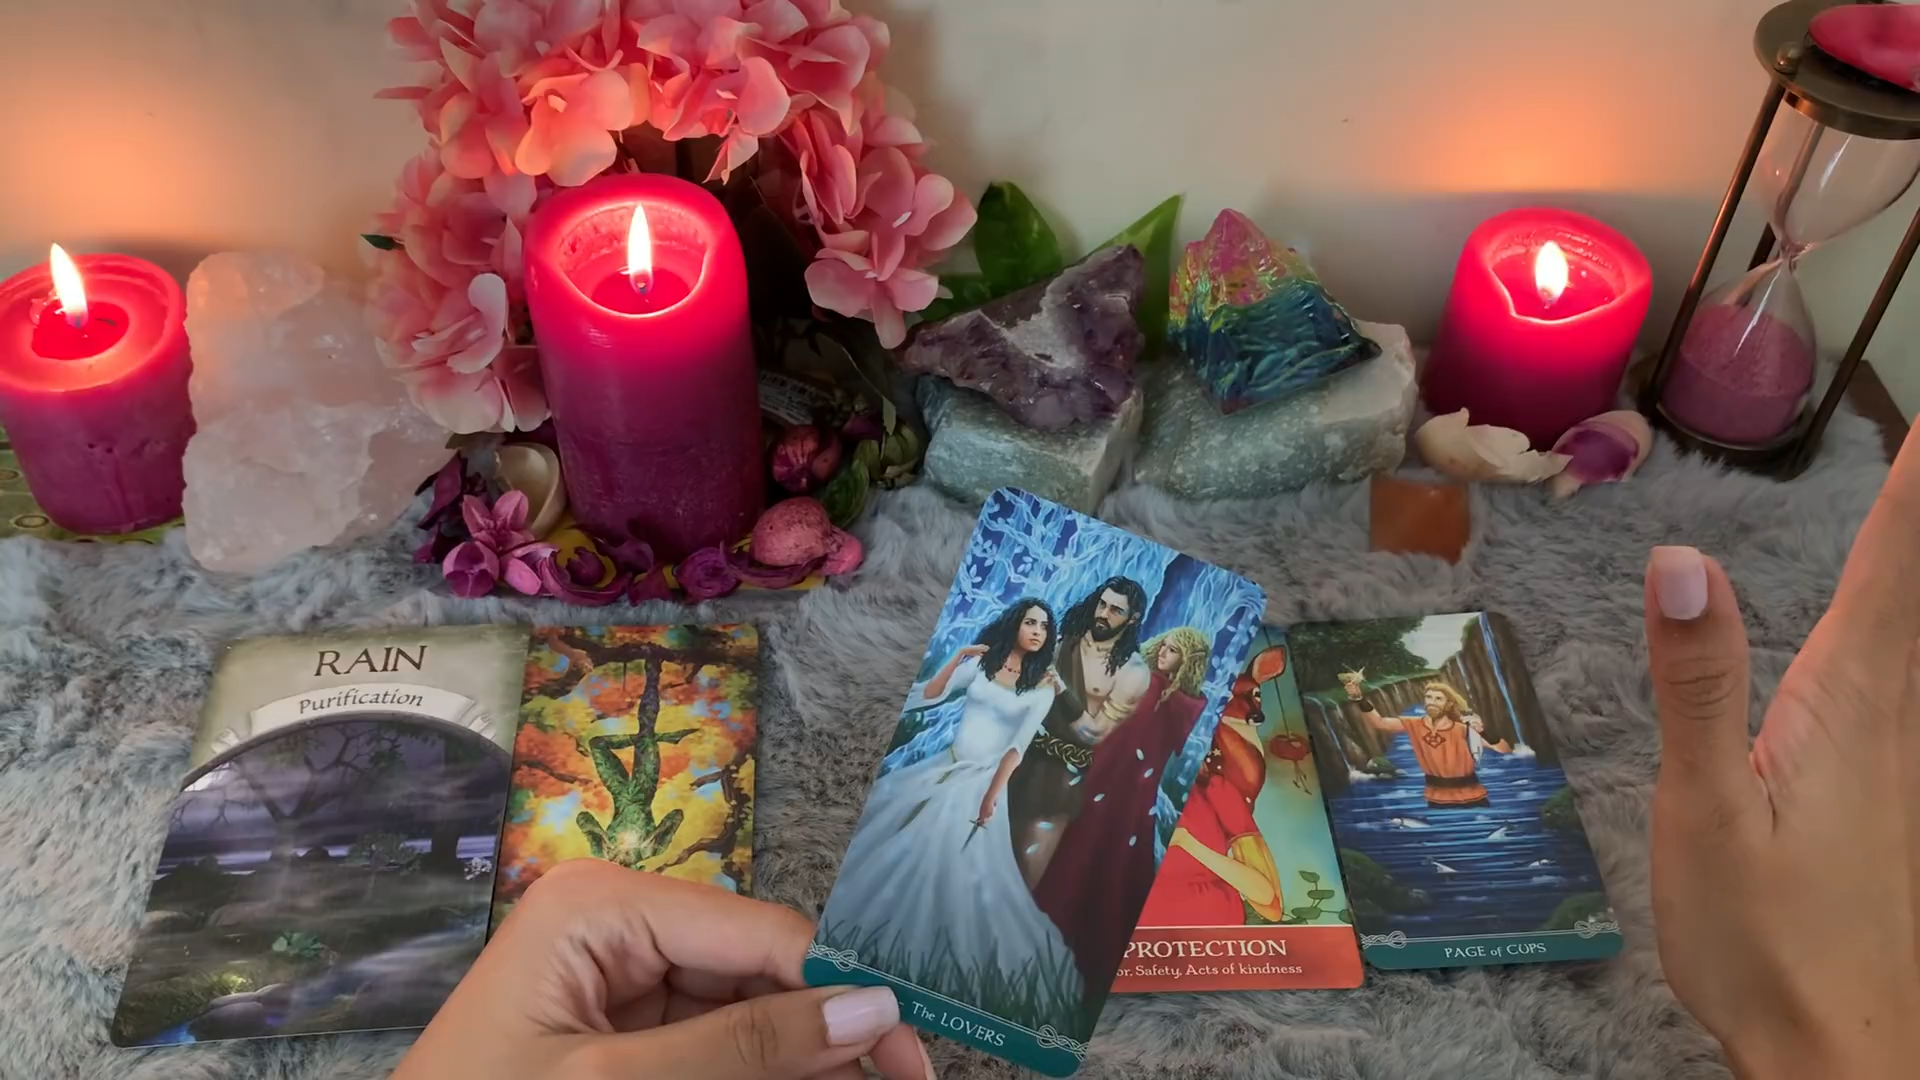 RAIN
Purification
The LOVERS
PROTECTION
or, Safety, Acts of kindness
PAGE of CUPS